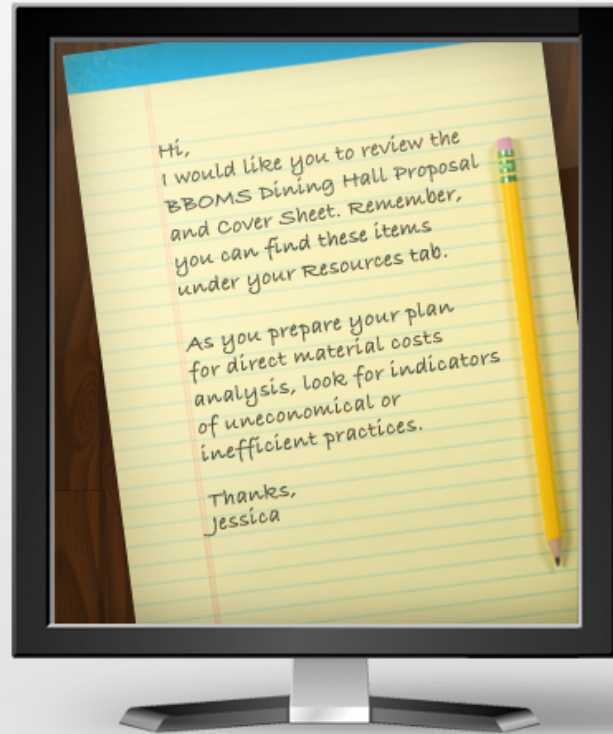 Hi,
I would like you to review the
BBOMS Dining Hall Proposal
and Cover Sheet. Remember,
you can find these items
under your Resources tab.
As you prepare your plan
for direct material costs
analysis, look for indicators
of uneconomical or
inefficient practices.
Thanks,
Jessica